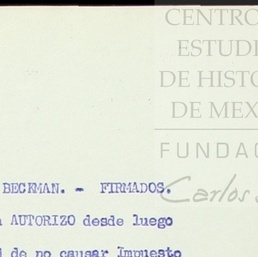 CENTRO
ESTUDI
DE HISTO
DE MEX
FUNDAC
Carlos S
BECKMAN. - FIRMADOS.
AUTORIZO desde luego
de no causar Impuesto